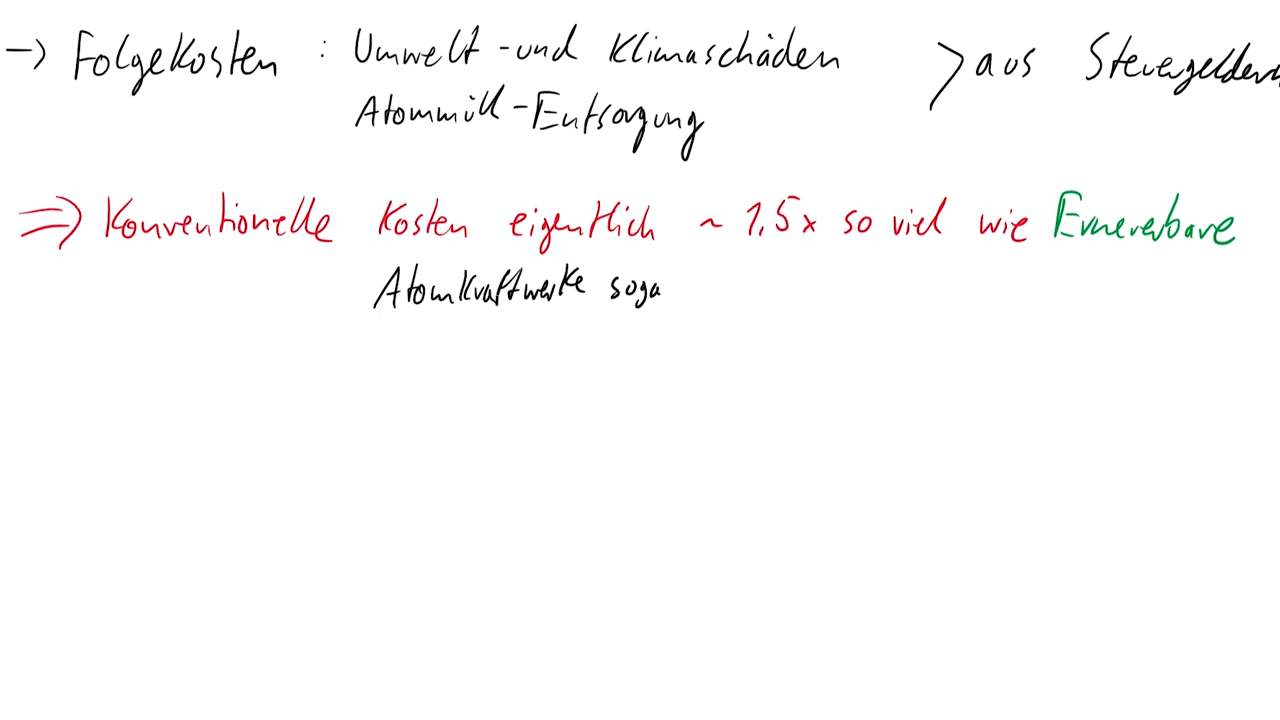 → Folgekosten : Umwelt - und Klimaschäden > aus Steuergeldern
Atommüll - Entsorgung
⇒ Konventionelle Kosten eigentlich ~ 1,5x so viel wie Erneuerbare
Atomkraftwerke soga